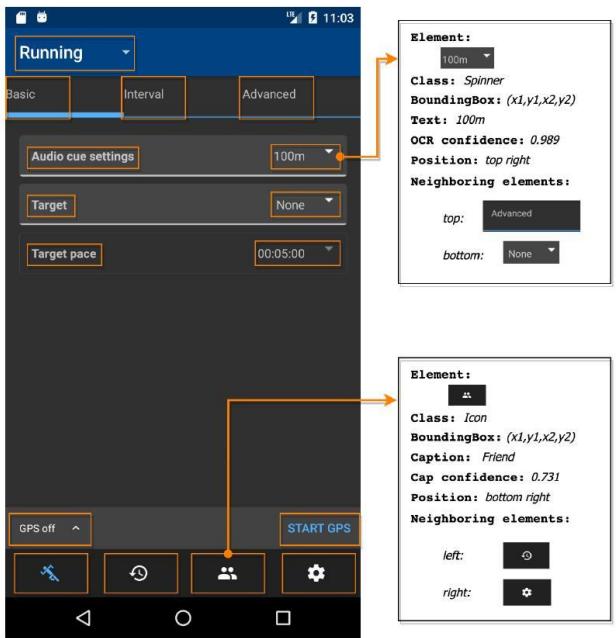 LTE 11:03
Running
Basic Interval Advanced
Audio cue settings 100m
Target None
Target pace 00:05:00
GPS off START GPS
Element:
100m
Class: Spinner
BoundingBox: (x1,y1,x2,y2)
Text: 100m
OCR confidence: 0.989
Position: top right
Neighboring elements:
top: Advanced
bottom: None
Element:
Class: Icon
BoundingBox: (x1,y1,x2,y2)
Caption: Friend
Cap confidence: 0.731
Position: bottom right
Neighboring elements:
left:
right: